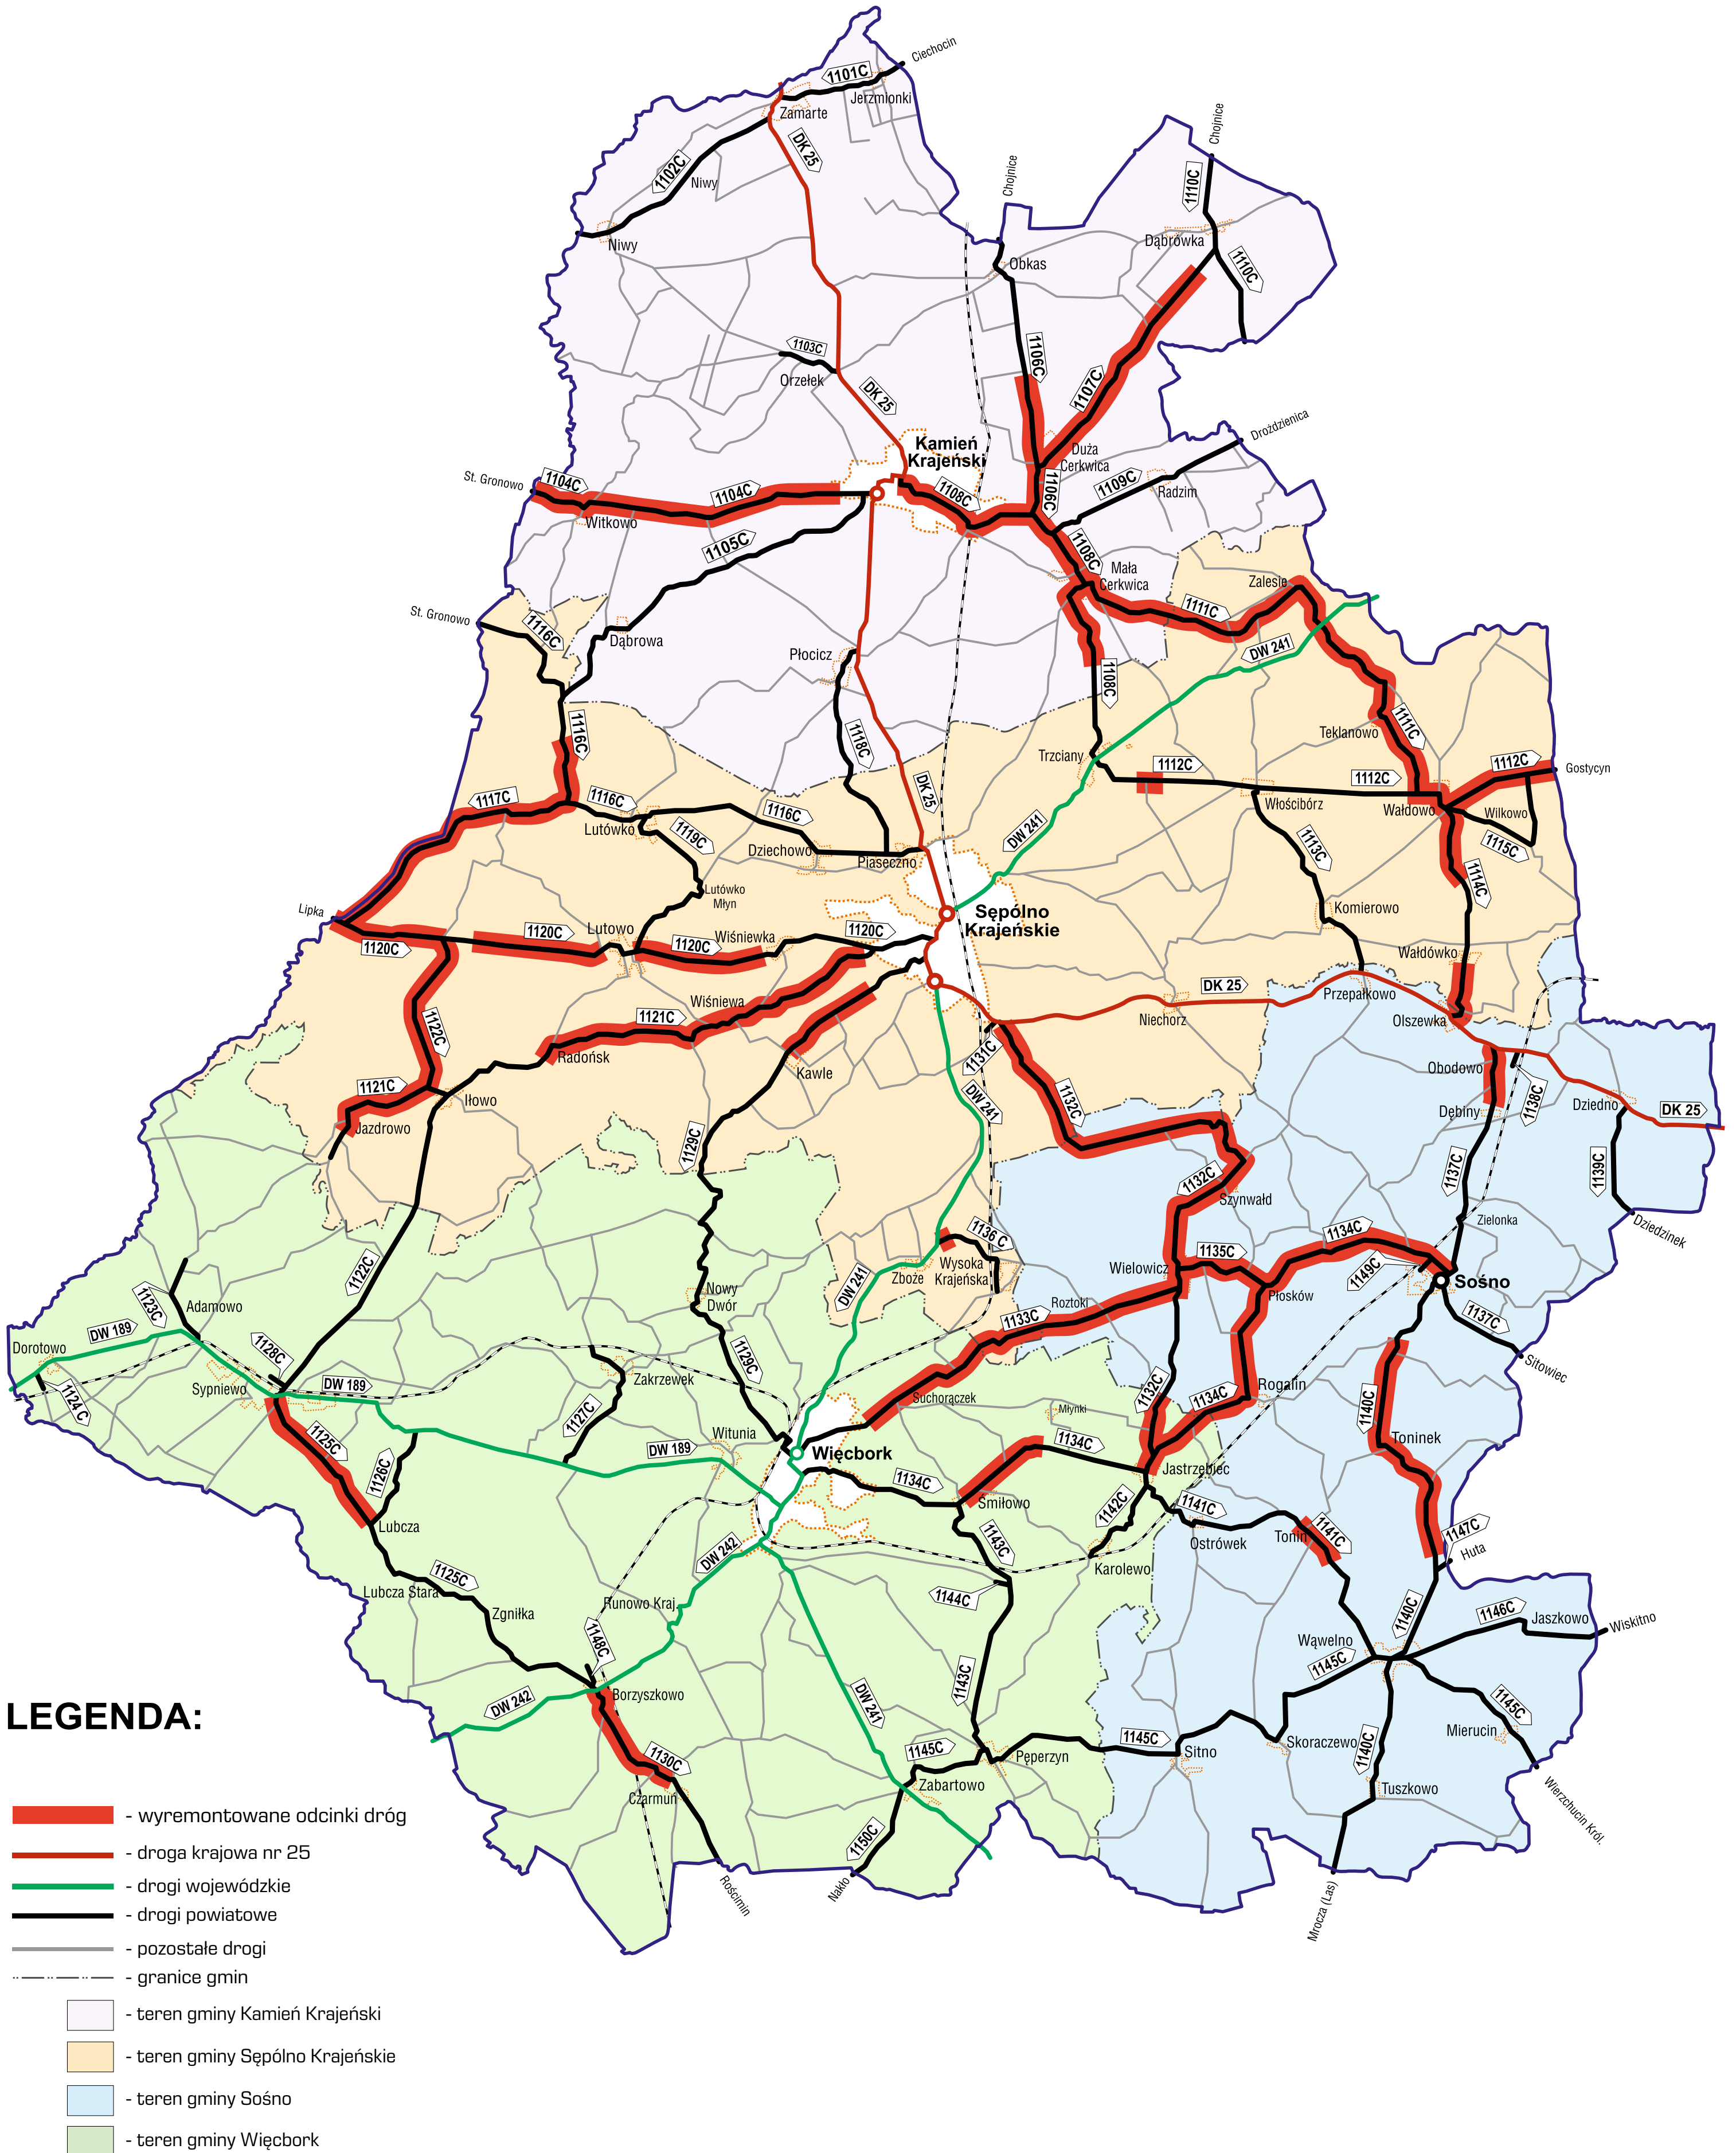 Ciechocin
1101C
Jerzmionki
Zamarte
DK 25
1102C
Niwy
Niwy
Chojnice
Chojnice
1110C
Dąbrówka
1110C
Obkas
1103C
Orzełek
1106C
1107C
DK 25
Kamień
Krajeński
Duża
Cerkwica
Drożdzienica
St. Gronowo
1104C
1104C
Witkowo
1108C
1106C
1109C
Radzim
1105C
1108C
Mała
Cerkwica
Zalesie
St. Gronowo
1116C
Dąbrowa
1111C
DW 241
Płocicz
1108C
1116C
1118C
Teklanowo
1111C
Trzciany
1112C
1112C
1112C
Gostycyn
DK 25
1117C
1116C
1116C
Włościbórz
Wałdowo
Wilkowo
Lutówko
1119C
Dziechowo
Piaseczno
DW 241
1113C
1115C
1114C
Lutówko
Młyn
Lipka
Sępólno
Krajeńskie
Komierowo
1120C
1120C
Lutowo
1120C
Wiśniewka
1120C
Wałdówko
Przepałkowo
DK 25
Niechorz
Olszewka
Wiśniewa
1121C
1122C
Radońsk
Kawle
1131C
1132C
Obodowo
1138C
Dębiny
Dziedno
DK 25
1121C
Iłowo
Jazdrowo
DW 241
1129C
1132C
Szynwałd
1137C
1139C
Zielonka
Dziedzinek
1136 C
Wysoka
Krajeńska
Zboże
1134C
1135C
Wielowicz
1149C
Sośno
Płosków
1122C
1123C
Adamowo
Nowy
Dwór
DW 241
1133C
Roztoki
1137C
Sitowiec
DW 189
Dorotowo
1124 C
1128C
Sypniewo
DW 189
1129C
Zakrzewek
1127C
Suchorączek
1132C
1134C
Rogalin
1140C
Młynki
Toninek
1125C
1126C
Witunia
DW 189
Więcbork
1134C
1134C
Jastrzębiec
Lubcza
Śmiłowo
1142C
1141C
Ostrówek
Tonin
1141C
1147C
Huta
DW 242
1143C
Karolewo
Lubcza Stara
1125C
Zgniłka
Runowo Kraj.
1144C
1140C
1146C
Jaszkowo
Wiskitno
1148C
Wąwelno
1145C
1143C
Borzyszkowo
DW 242
DW 241
1145C
Mierucin
1145C
Pęperzyn
1145C
Sitno
Skoraczewo
1140C
1130C
Czarmuń
Zabartowo
Tuszkowo
Wierzchucin Król.
1150C
Nakło
Rościmin
Mrocza (Las)
LEGENDA:
- wyremontowane odcinki dróg
- droga krajowa nr 25
- drogi wojewódzkie
- drogi powiatowe
- pozostałe drogi
- granice gmin
- teren gminy Kamień Krajeński
- teren gminy Sępólno Krajeńskie
- teren gminy Sośno
- teren gminy Więcbork